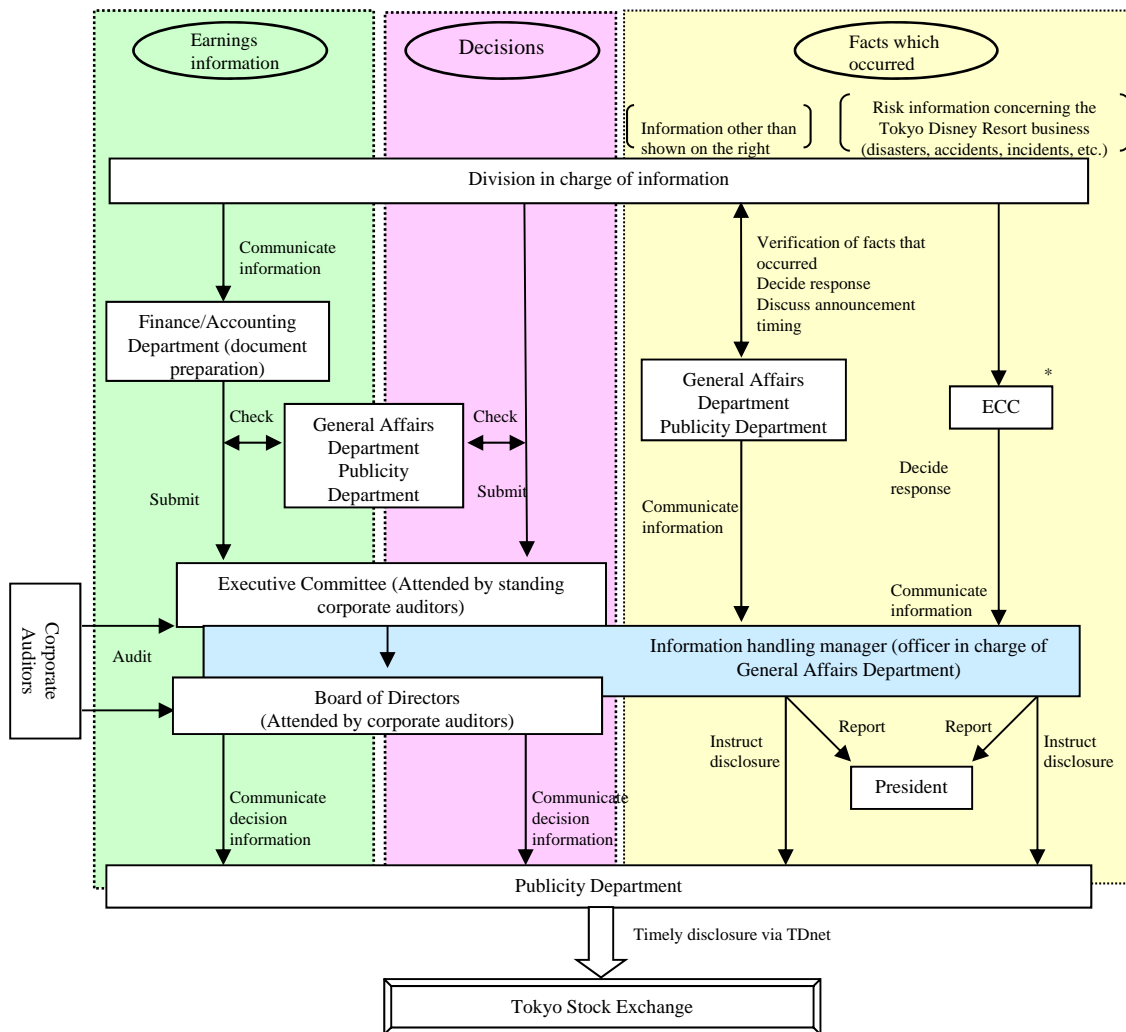 Earnings
information
Decisions
Facts which
occurred
Information other than
shown on the right
Risk information concerning the
Tokyo Disney Resort business
(disasters, accidents, incidents, etc.)
Division in charge of information
Communicate
information
Verification of facts that
occurred
Decide response
Discuss announcement
timing
Finance/Accounting
Department (document
preparation)
General Affairs
Department
Publicity Department
*
ECC
Check
General Affairs
Department
Publicity
Department
Check
Submit
Submit
Decide
response
Communicate
information
Executive Committee (Attended by standing
corporate auditors)
Communicate
information
Corporate
Auditors
Audit
Information handling manager (officer in charge of
General Affairs Department)
Board of Directors
(Attended by corporate auditors)
Instruct
disclosure
Report
Report
Instruct
disclosure
President
Communicate
decision
information
Communicate
decision
information
Publicity Department
Timely disclosure via TDnet
Tokyo Stock Exchange